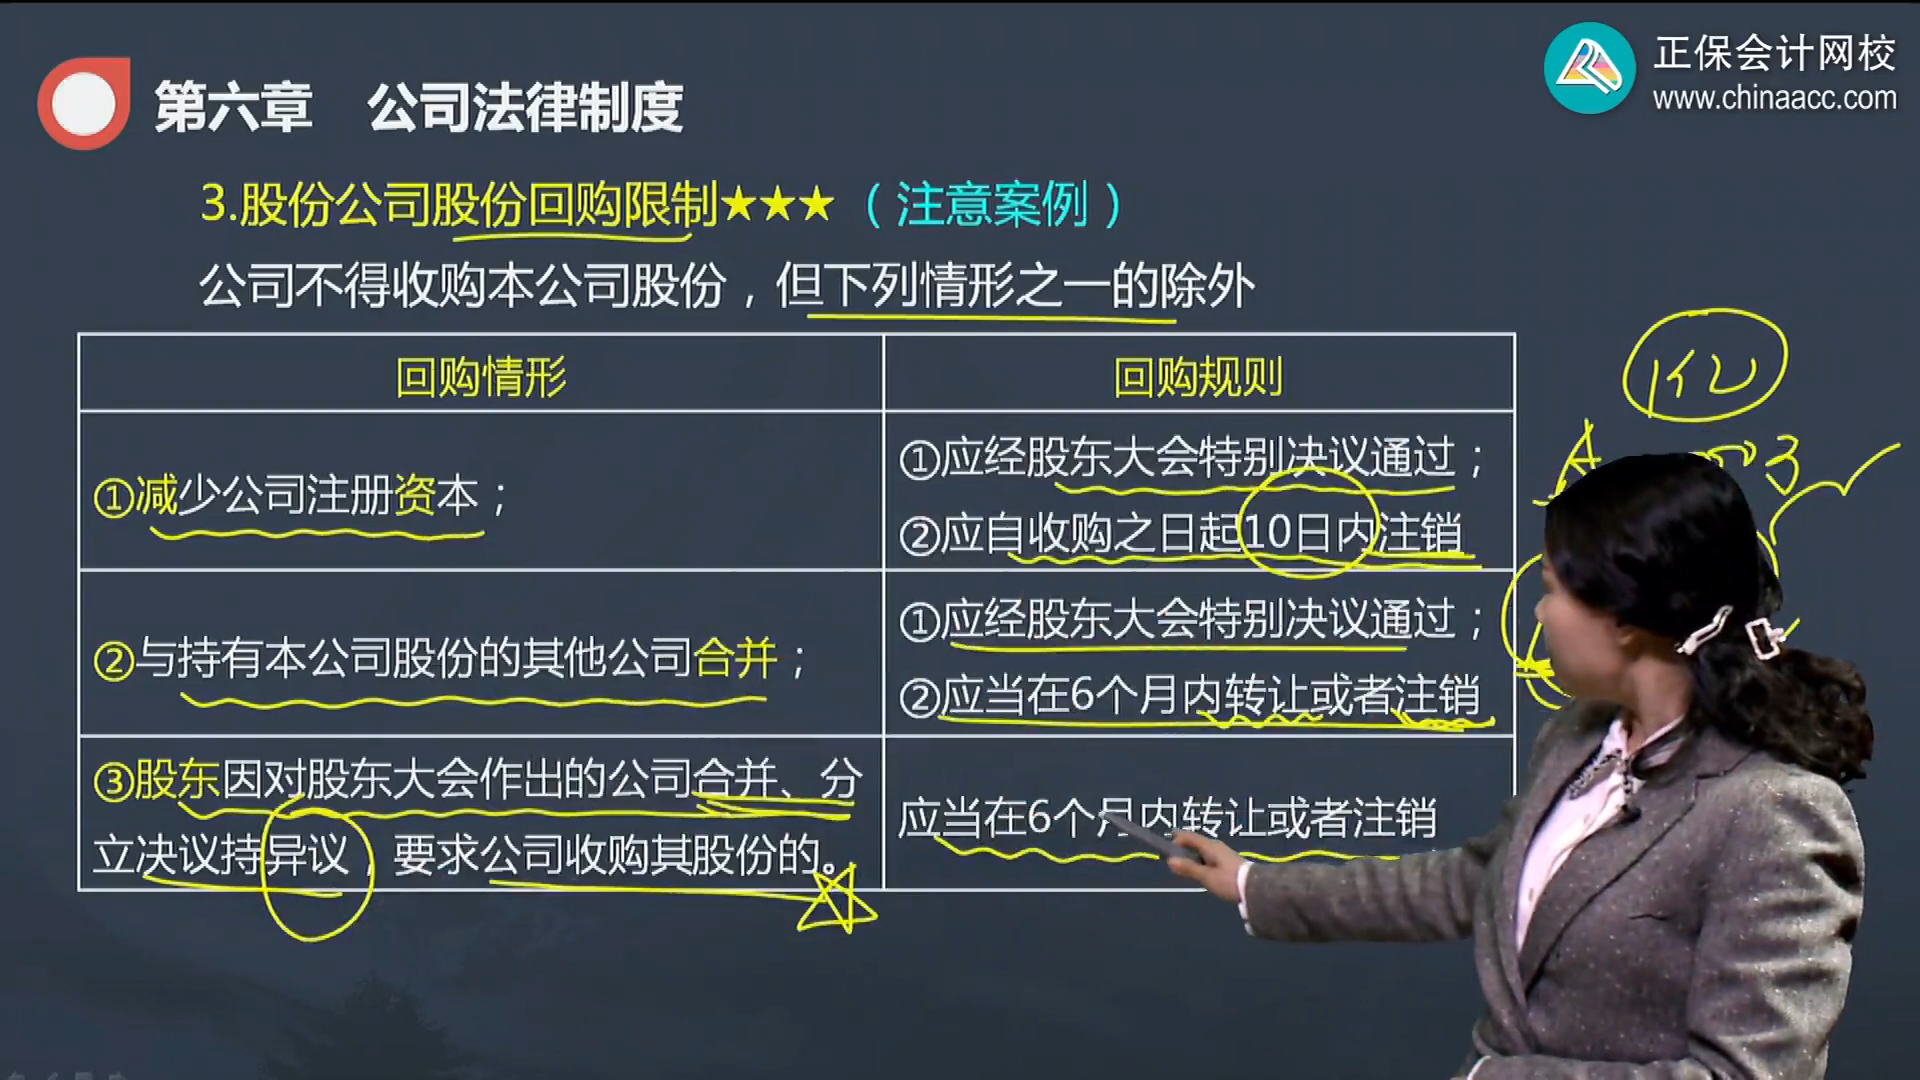 正保会计网校
www.chinaacc.com
第六章 公司法律制度
3.股份公司股份回购限制★★★（注意案例）
公司不得收购本公司股份，但下列情形之一的除外
回购情形
回购规则
①减少公司注册资本；
①应经股东大会特别决议通过；
②应自收购之日起10日内注销
②与持有本公司股份的其他公司合并；
①应经股东大会特别决议通过；
②应当在6个月内转让或者注销
③股东因对股东大会作出的公司合并、分
立决议持异议，要求公司收购其股份的。
应当在6个月内转让或者注销